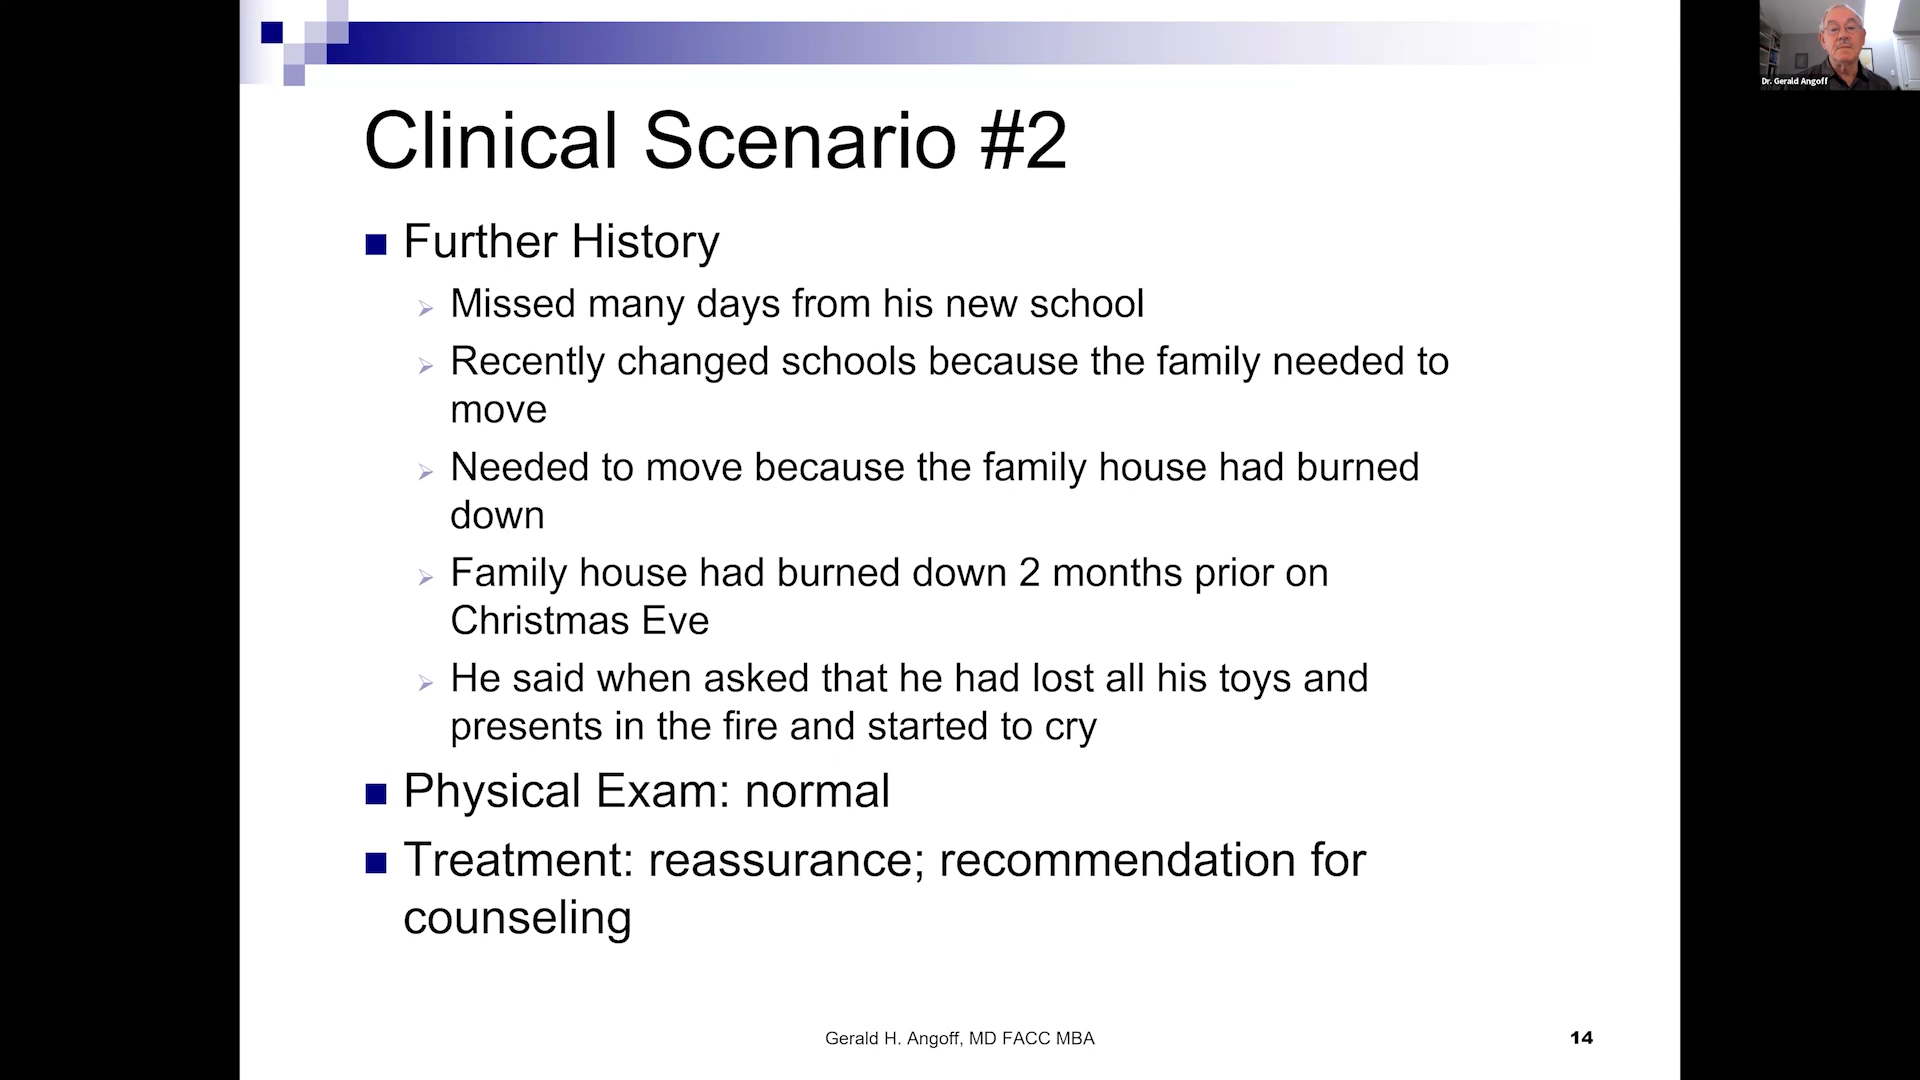 Dr. Gerald Angoff
Clinical Scenario #2
Further History
Missed many days from his new school
Recently changed schools because the family needed to
move
Needed to move because the family house had burned
down
Family house had burned down 2 months prior on
Christmas Eve
He said when asked that he had lost all his toys and
presents in the fire and started to cry
Physical Exam: normal
Treatment: reassurance; recommendation for
counseling
Gerald H. Angoff, MD FACC MBA
14